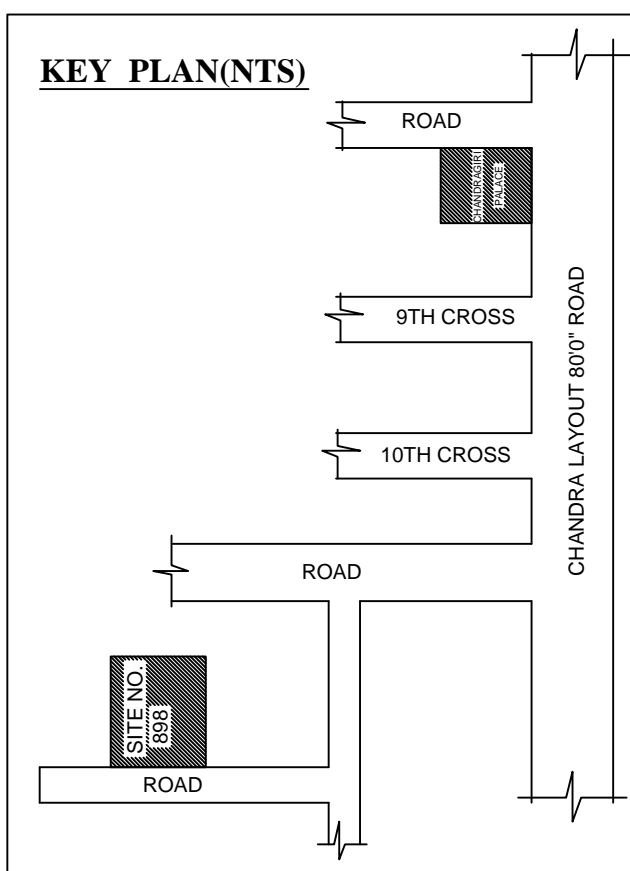 KEY PLAN(NTS)
ROAD
CHANDRAGIRI
PALACE
9TH CROSS
CHANDRA LAYOUT 80'0" ROAD
10TH CROSS
ROAD
SITE NO.
898
ROAD